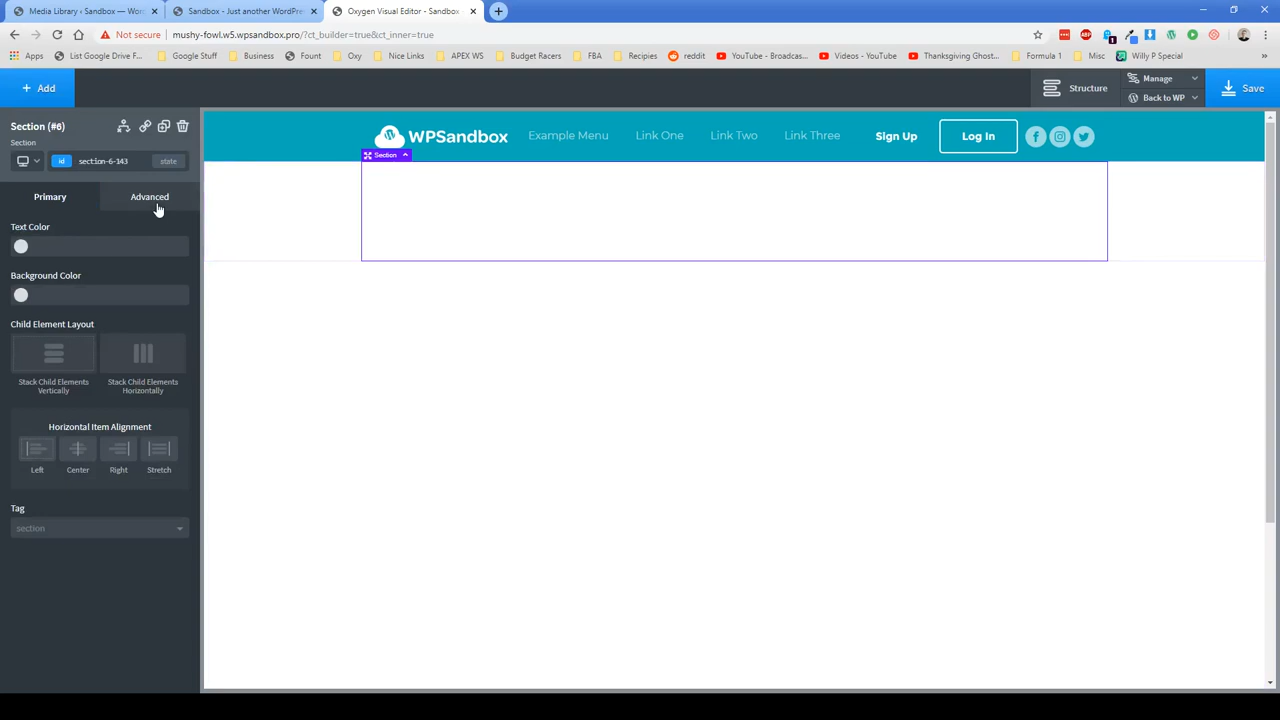 Media Library ‹ Sandbox — Wor
Sandbox - Just another WordPre
Oxygen Visual Editor - Sandbox
Not secure
mushy-fowl.w5.wpsandbox.pro/?ct_builder=true&ct_inner=true
Apps
List Google Drive F...
Google Stuff
Business
Fount
Oxy
Nice Links
APEX WS
Budget Racers
FBA
Recipies
reddit
YouTube - Broadcas...
Videos - YouTube
Thanksgiving Ghost...
Formula 1
Misc
Willy P Special
+ Add
Structure
Manage
Back to WP
Save
Section (#6)
Section
id
section-6-143
state
Primary
Advanced
Text Color
Background Color
Child Element Layout
Stack Child Elements Vertically
Stack Child Elements Horizontally
Horizontal Item Alignment
Left
Center
Right
Stretch
Tag
section
WPSandbox
Example Menu
Link One
Link Two
Link Three
Sign Up
Log In
Section